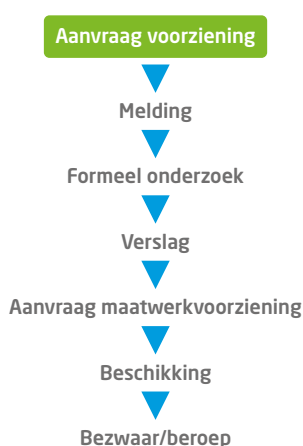 Aanvraag voorziening
Melding
Formeel onderzoek
Verslag
Aanvraag maatwerkvoorziening
Beschikking
Bezwaar/beroep